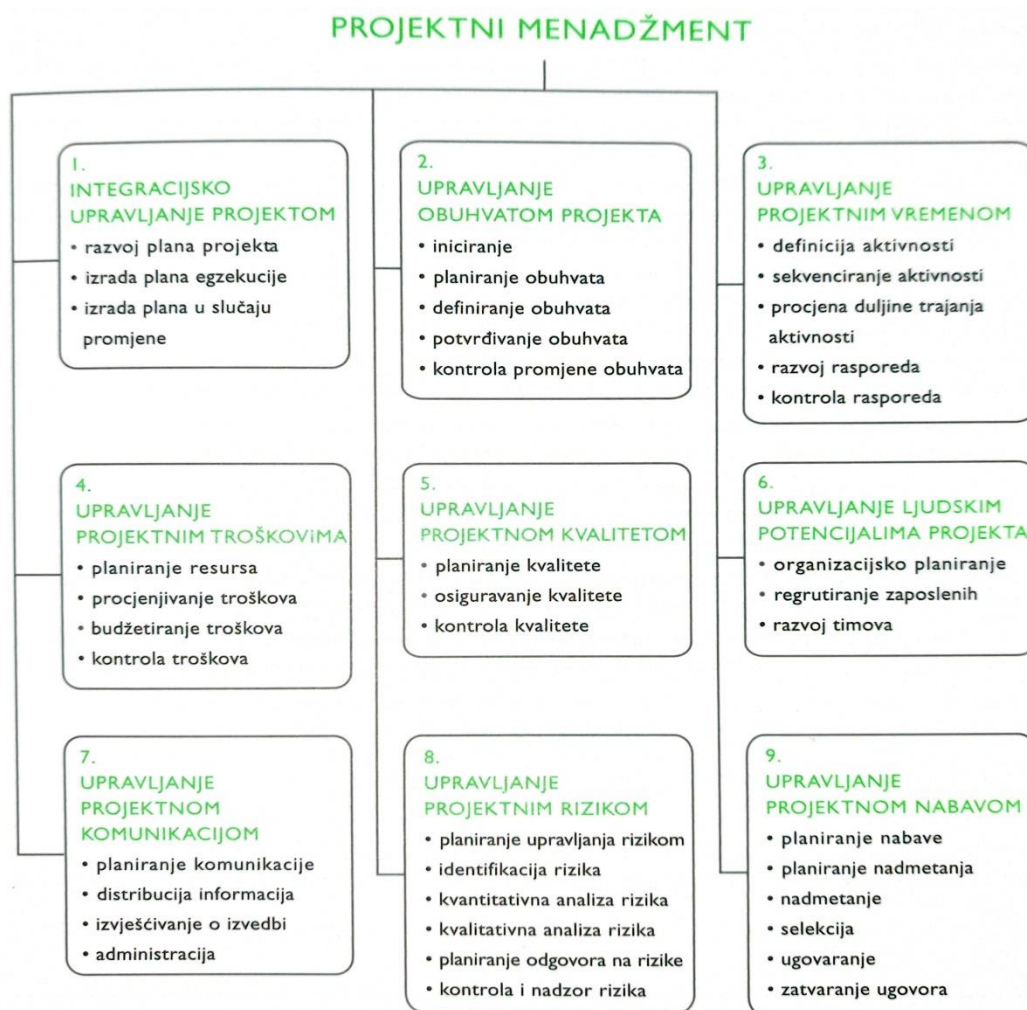 PROJEKTNI MENADŽMENT
1.
INTEGRACIJSKO
UPRAVLJANJE PROJEKTOM
• razvoj plana projekta
• izrada plana egzekucije
• izrada plana u slučaju
promjene
2.
UPRAVLJANJE
OBUHVATOM PROJEKTA
• iniciranje
• planiranje obuhvata
• definiranje obuhvata
• potvrđivanje obuhvata
• kontrola promjene obuhvata
3.
UPRAVLJANJE
PROJEKTNIM VREMENOM
• definicija aktivnosti
• sekvenciranje aktivnosti
• procjena duljine trajanja
aktivnosti
• razvoj rasporeda
• kontrola rasporeda
4.
UPRAVLJANJE
PROJEKTNIM TROŠKOViMA
• planiranje resursa
• procjenjivanje troškova
• budžetiranje troškova
• kontrola troškova
5.
UPRAVLJANJE
PROJEKTNOM KVALITETOM
• planiranje kvalitete
• osiguravanje kvalitete
• kontrola kvalitete
6.
UPRAVLJANJE LJUDSKIM
POTENCIJALIMA PROJEKTA
• organizacijsko planiranje
• regrutiranje zaposlenih
• razvoj timova
7.
UPRAVLJANJE
PROJEKTNOM
KOMUNIKACIJOM
• planiranje komunikacije
• distribucija informacija
• izvješćivanje o izvedbi
• administracija
8.
UPRAVLJANJE
PROJEKTNIM RIZIKOM
• planiranje upravljanja rizikom
• identifikacija rizika
• kvantitativna analiza rizika
• kvalitativna analiza rizika
• planiranje odgovora na rizike
• kontrola i nadzor rizika
9.
UPRAVLJANJE
PROJEKTNOM NABAVOM
• planiranje nabave
• planiranje nadmetanja
• nadmetanje
• selekcija
• ugovaranje
• zatvaranje ugovora